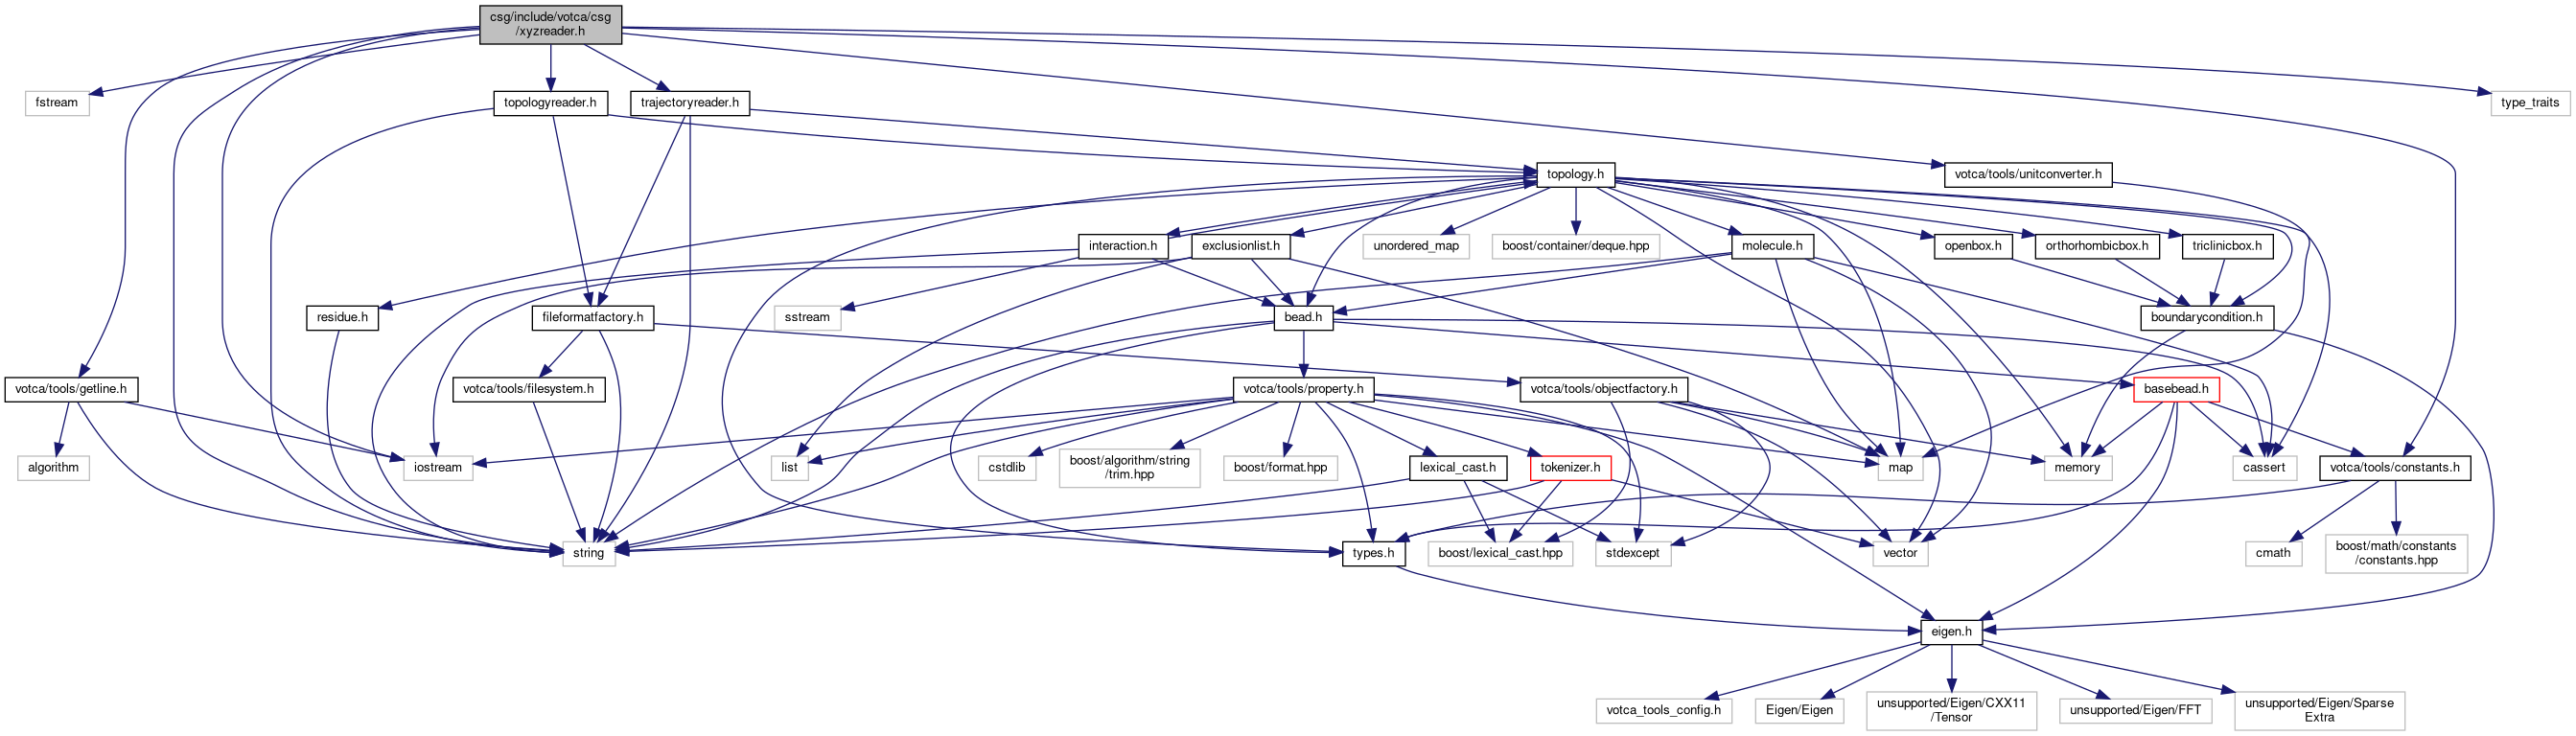 csg/include/votca/csg
/xyzreader.h
fstream
topologyreader.h
trajectoryreader.h
type_traits
topology.h
votca/tools/unitconverter.h
interaction.h
exclusionlist.h
unordered_map
boost/container/deque.hpp
molecule.h
openbox.h
orthorhombicbox.h
triclinicbox.h
residue.h
fileformatfactory.h
sstream
bead.h
boundarycondition.h
votca/tools/getline.h
votca/tools/filesystem.h
votca/tools/property.h
votca/tools/objectfactory.h
basebead.h
algorithm
iostream
list
cstdlib
boost/algorithm/string
/trim.hpp
boost/format.hpp
lexical_cast.h
tokenizer.h
map
memory
cassert
votca/tools/constants.h
string
types.h
boost/lexical_cast.hpp
stdexcept
vector
cmath
boost/math/constants
/constants.hpp
eigen.h
votca_tools_config.h
Eigen/Eigen
unsupported/Eigen/CXX11
/Tensor
unsupported/Eigen/FFT
unsupported/Eigen/Sparse
Extra